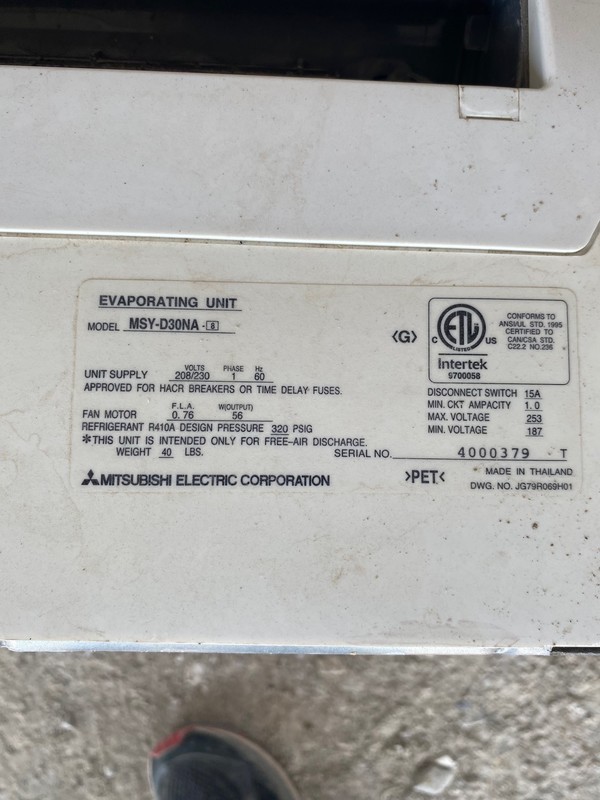 EVAPORATING UNIT
MODEL MSY-D30NA-8
<G>
C ETL US
LISTED
Intertek
9700058
CONFORMS TO
ANSI/UL STD. 1995
CERTIFIED TO
CAN/CSA STD.
C22.2 NO.236
VOLTS PHASE Hz
UNIT SUPPLY 208/230 1 60
APPROVED FOR HACR BREAKERS OR TIME DELAY FUSES.
F.L.A. W(OUTPUT)
FAN MOTOR 0.76 56
REFRIGERANT R410A DESIGN PRESSURE 320 PSIG
*THIS UNIT IS INTENDED ONLY FOR FREE-AIR DISCHARGE.
WEIGHT 40 LBS.
DISCONNECT SWITCH 15A
MIN. CKT AMPACITY 1.0
MAX. VOLTAGE 253
MIN. VOLTAGE 187
SERIAL NO. 4000379 T
MITSUBISHI ELECTRIC CORPORATION
>PET<
MADE IN THAILAND
DWG. NO. JG79R069H01